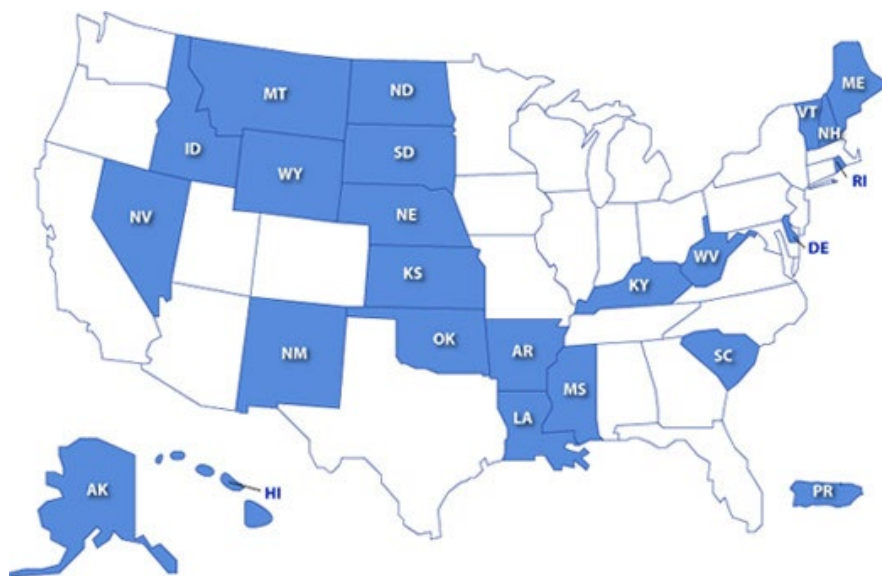 ME
MT
ND
VT
NH
ID
SD
WY
RI
NV
NE
DE
WV
KS
KY
OK
AR
NM
SC
MS
LA
AK
HI
PR